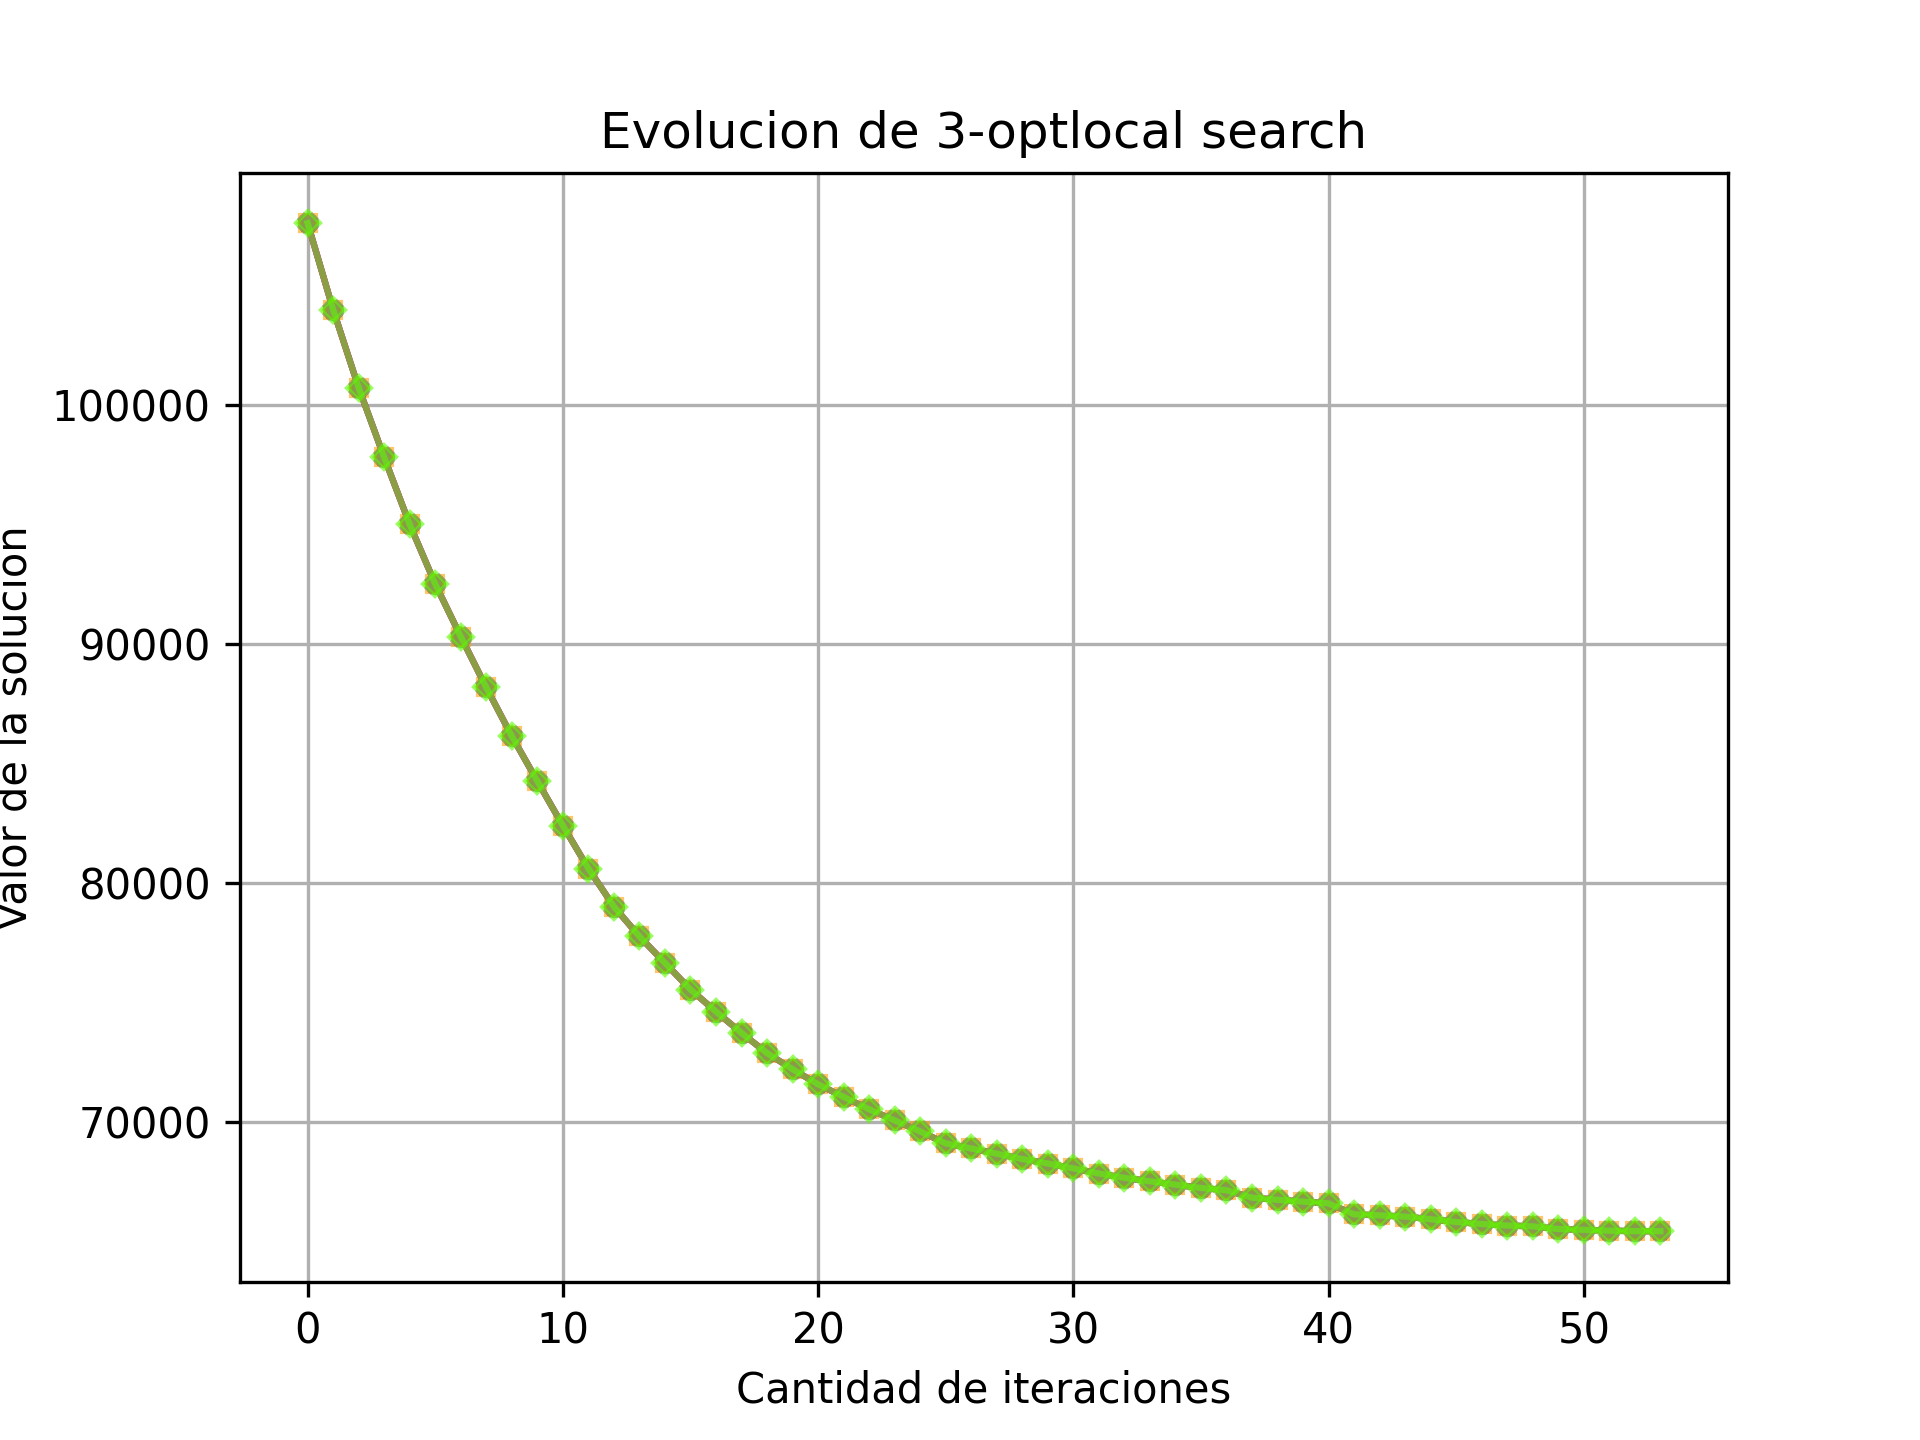 Evolucion de 3-optlocal search
Valor de la solucion
100000
90000
80000
70000
0 10 20 30 40 50
Cantidad de iteraciones